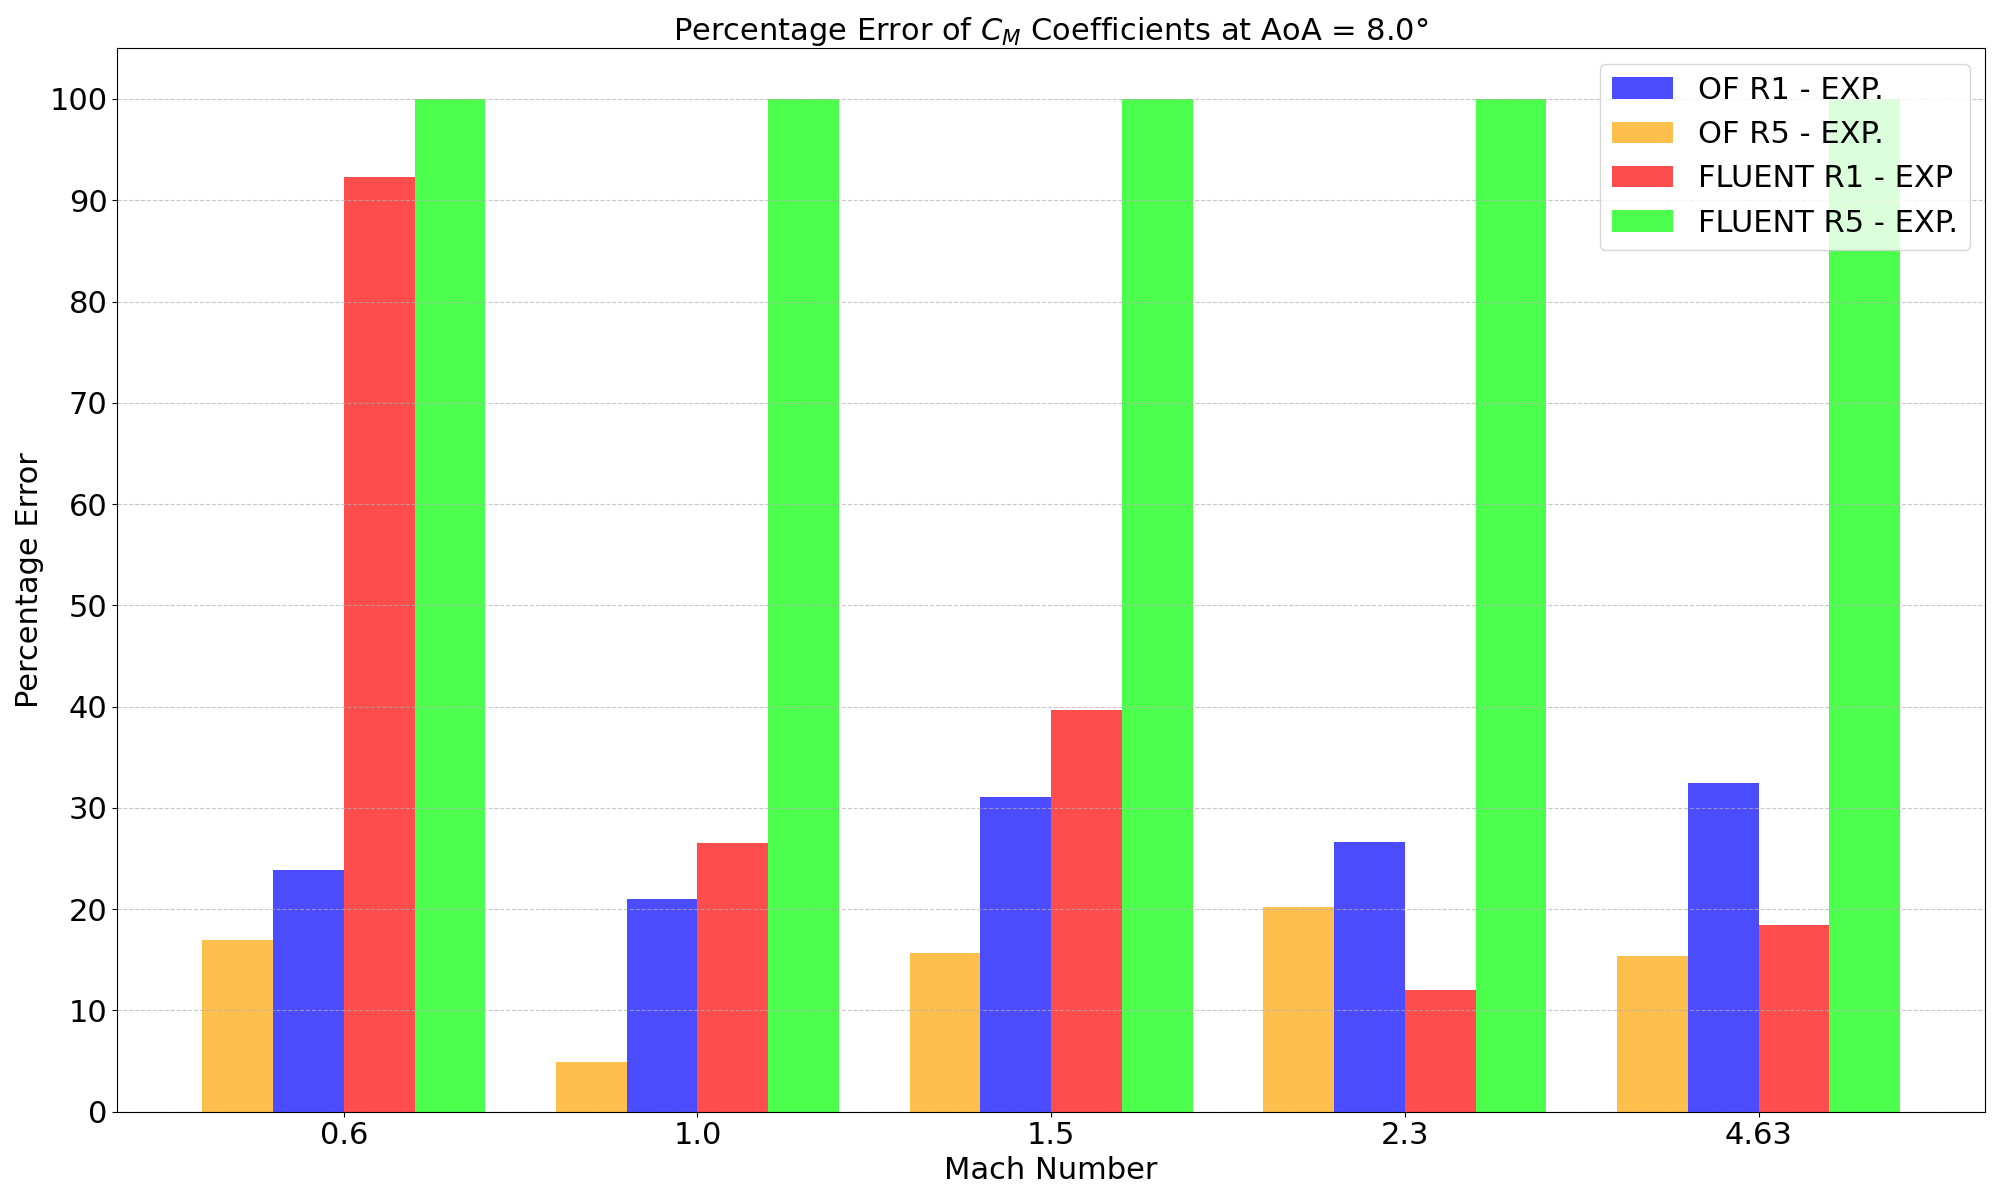 Percentage Error of C_M Coefficients at AoA = 8.0°
OF R1 - EXP.
OF R5 - EXP.
FLUENT R1 - EXP
FLUENT R5 - EXP.
Percentage Error
100
90
80
70
60
50
40
30
20
10
0
0.6
1.0
1.5
2.3
4.63
Mach Number